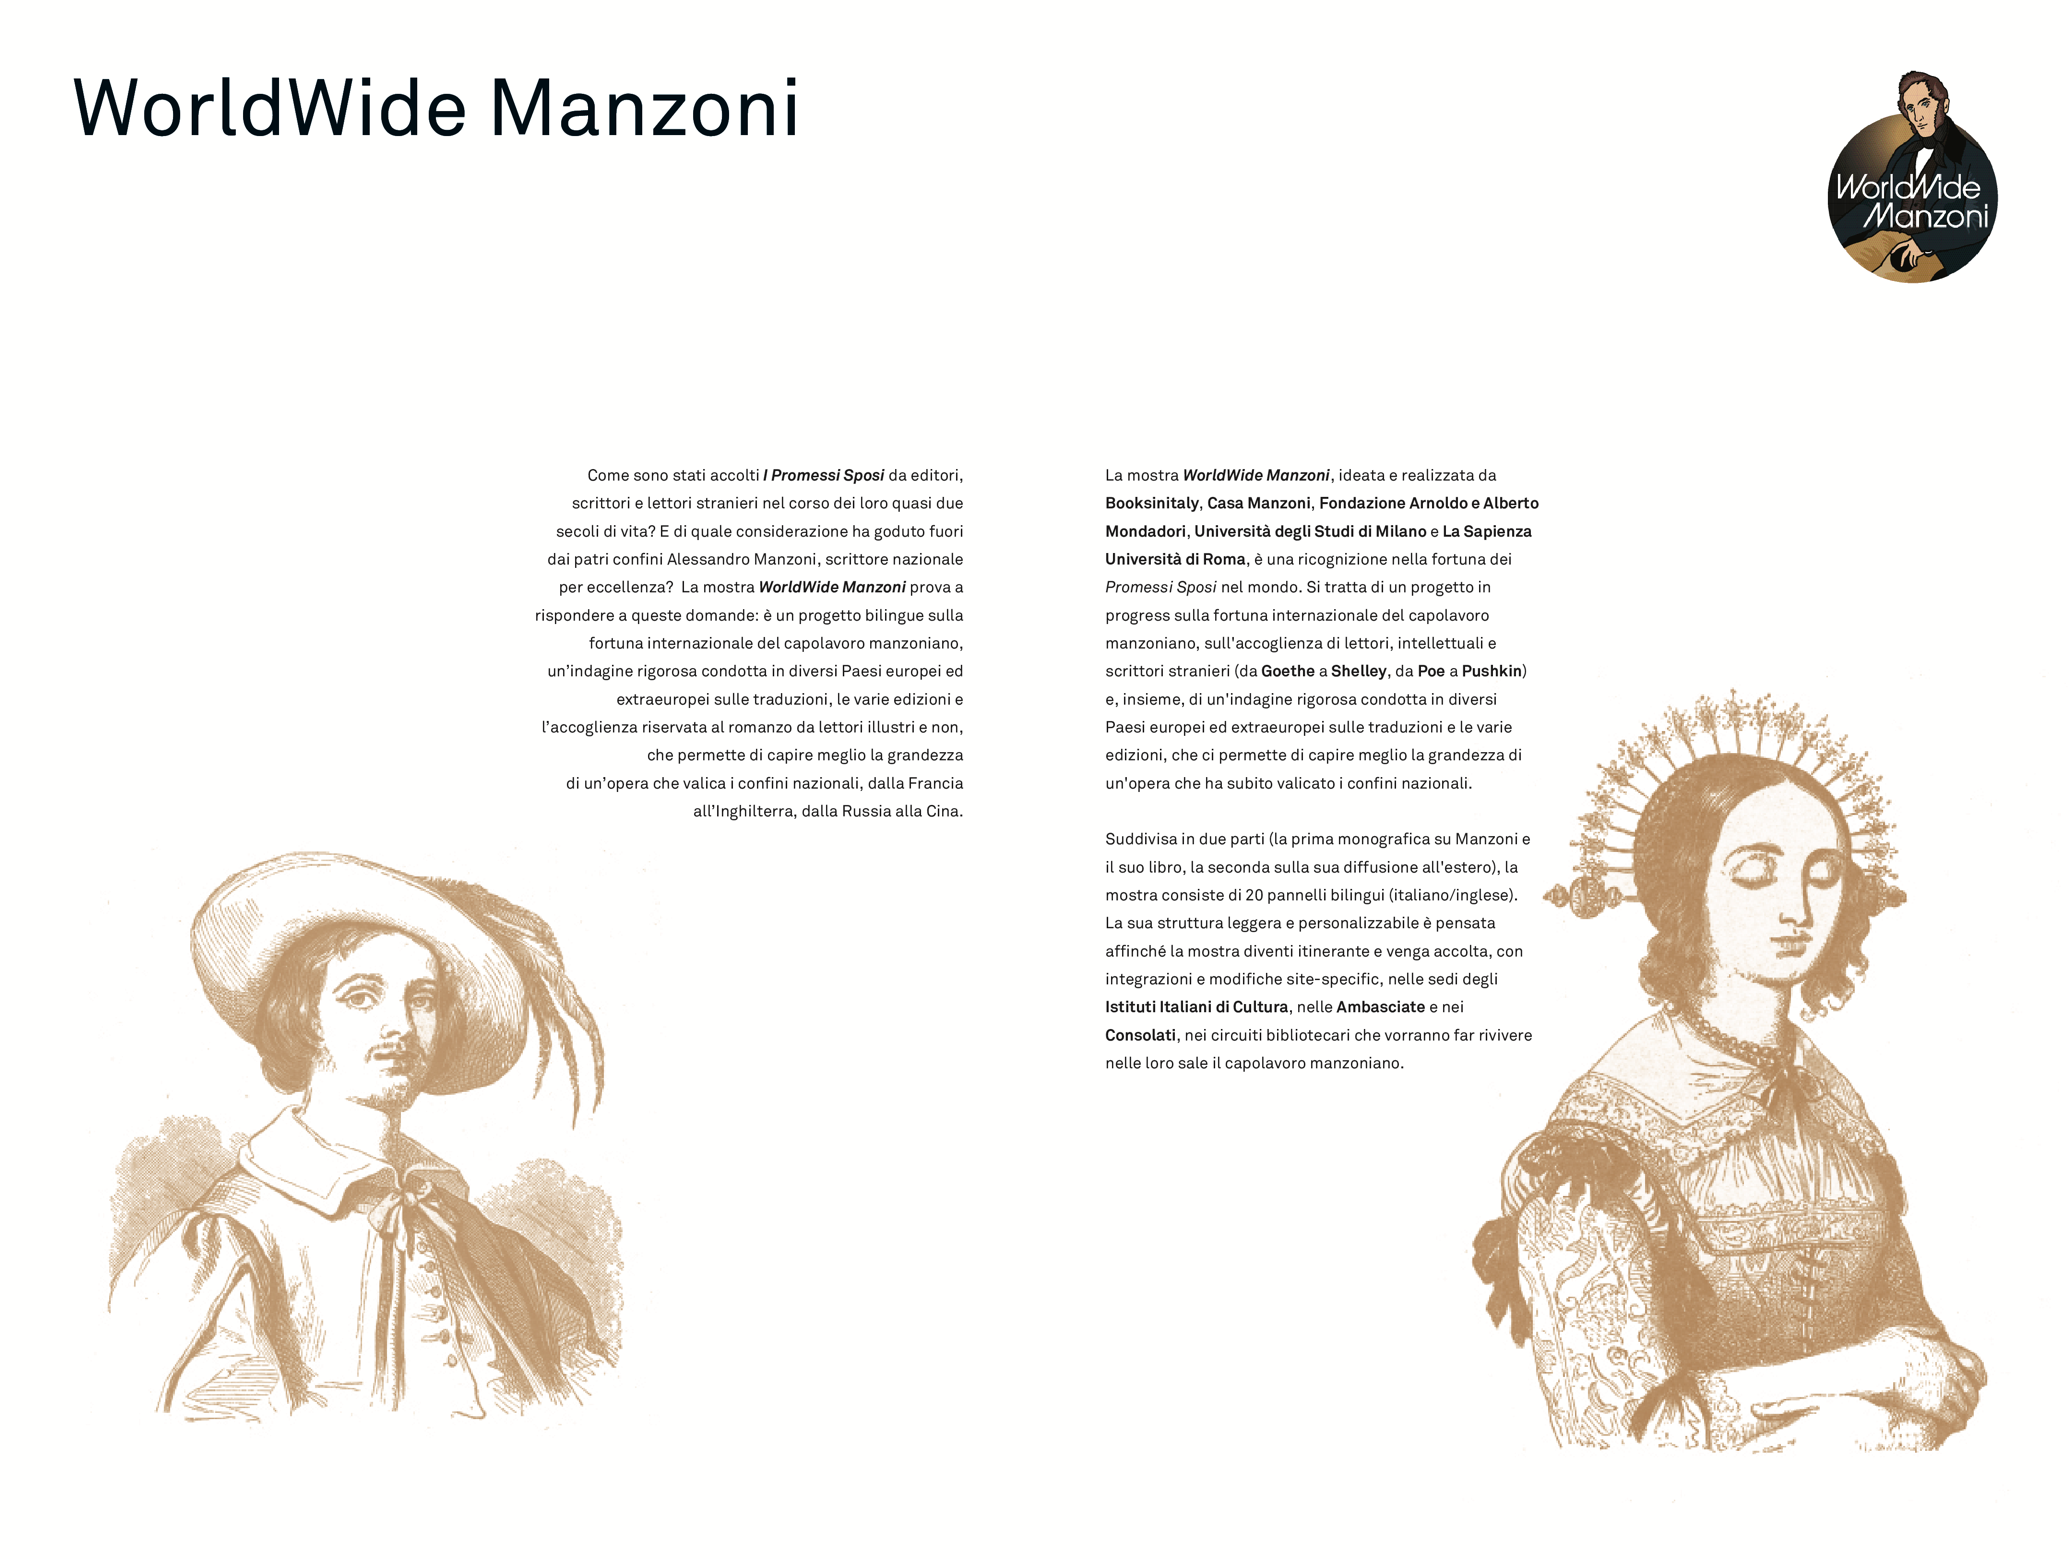 WorldWide Manzoni
WorldWide
Manzoni
Come sono stati accolti I Promessi Sposi da editori,
scrittori e lettori stranieri nel corso dei loro quasi due
secoli di vita? E di quale considerazione ha goduto fuori
dai patri confini Alessandro Manzoni, scrittore nazionale
per eccellenza? La mostra WorldWide Manzoni prova a
rispondere a queste domande: è un progetto bilingue sulla
fortuna internazionale del capolavoro manzoniano,
un’indagine rigorosa condotta in diversi Paesi europei ed
extraeuropei sulle traduzioni, le varie edizioni e
l’accoglienza riservata al romanzo da lettori illustri e non,
che permette di capire meglio la grandezza
di un’opera che valica i confini nazionali, dalla Francia
all’Inghilterra, dalla Russia alla Cina.
La mostra WorldWide Manzoni, ideata e realizzata da
Booksinitaly, Casa Manzoni, Fondazione Arnoldo e Alberto
Mondadori, Università degli Studi di Milano e La Sapienza
Università di Roma, è una ricognizione nella fortuna dei
Promessi Sposi nel mondo. Si tratta di un progetto in
progress sulla fortuna internazionale del capolavoro
manzoniano, sull'accoglienza di lettori, intellettuali e
scrittori stranieri (da Goethe a Shelley, da Poe a Pushkin)
e, insieme, di un'indagine rigorosa condotta in diversi
Paesi europei ed extraeuropei sulle traduzioni e le varie
edizioni, che ci permette di capire meglio la grandezza di
un'opera che ha subito valicato i confini nazionali.
Suddivisa in due parti (la prima monografica su Manzoni e
il suo libro, la seconda sulla sua diffusione all'estero), la
mostra consiste di 20 pannelli bilingui (italiano/inglese).
La sua struttura leggera e personalizzabile è pensata
affinché la mostra diventi itinerante e venga accolta, con
integrazioni e modifiche site-specific, nelle sedi degli
Istituti Italiani di Cultura, nelle Ambasciate e nei
Consolati, nei circuiti bibliotecari che vorranno far rivivere
nelle loro sale il capolavoro manzoniano.